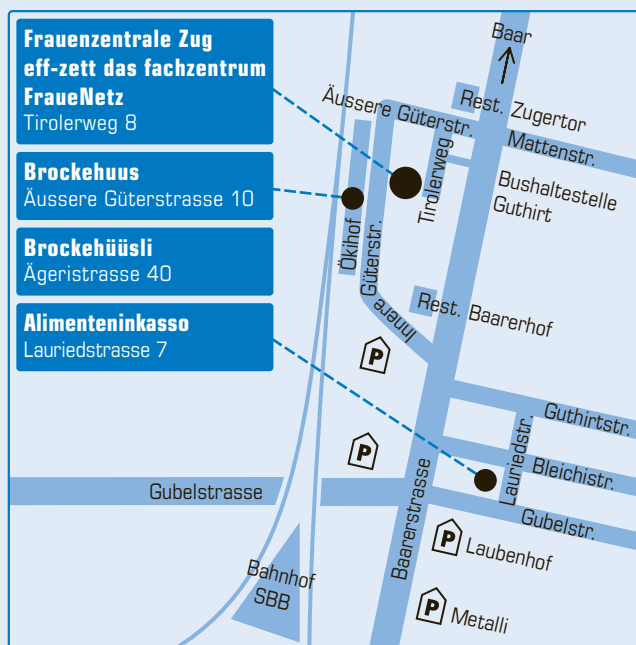 Frauenzentrale Zug
eff-zett das fachzentrum
FraueNetz
Tirolerweg 8
Brockehuus
Äussere Güterstrasse 10
Brockehüüsli
Ägeristrasse 40
Alimenteninkasso
Lauriedstrasse 7
Baar
Rest. Zugertor
Äussere Güterstr.
Mattenstr.
Tirolerweg
Bushaltestelle
Guthirt
Ökihof
Innere Güterstr.
Rest. Baarerhof
P
Guthirtstr.
P
Lauriedstr.
Bleichistr.
Gubelstrasse
Gubelstr.
Baarerstrasse
P Laubenhof
Bahnhof
SBB
P Metalli